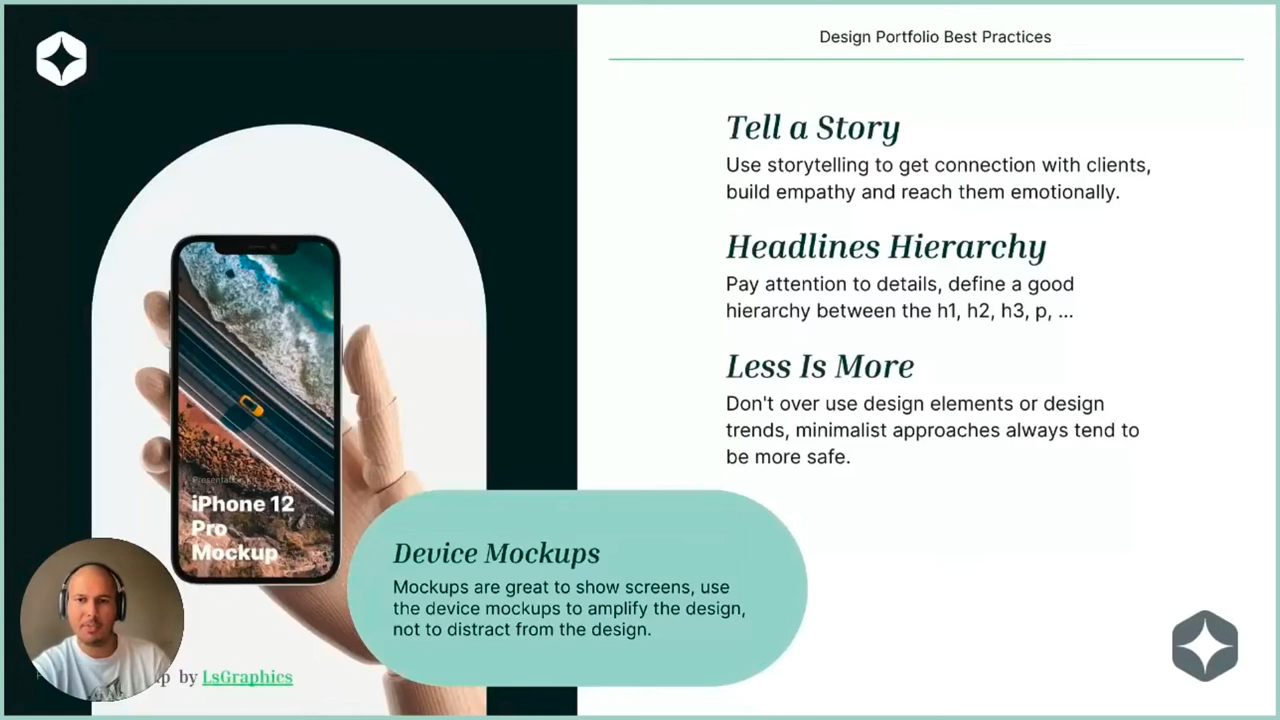 Design Portfolio Best Practices
Tell a Story
Use storytelling to get connection with clients,
build empathy and reach them emotionally.
Headlines Hierarchy
Pay attention to details, define a good
hierarchy between the h1, h2, h3, p, ...
Less Is More
Don't over use design elements or design
trends, minimalist approaches always tend to
be more safe.
Presentation Kit
iPhone 12
Pro
Mockup
Device Mockups
Mockups are great to show screens, use
the device mockups to amplify the design,
not to distract from the design.
by LsGraphics